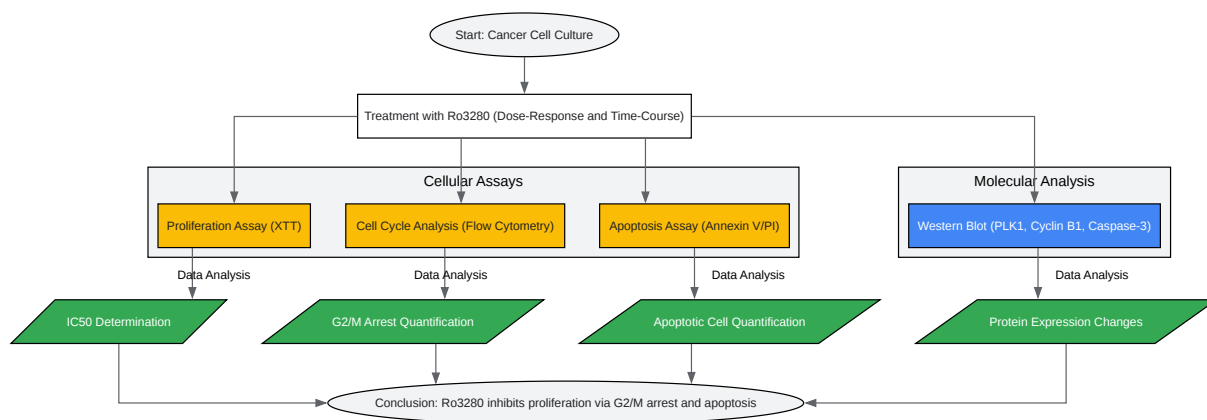 Start: Cancer Cell Culture
Treatment with Ro3280 (Dose-Response and Time-Course)
Cellular Assays
Molecular Analysis
Proliferation Assay (XTT)
Cell Cycle Analysis (Flow Cytometry)
Apoptosis Assay (Annexin V/PI)
Western Blot (PLK1, Cyclin B1, Caspase-3)
Data Analysis
Data Analysis
Data Analysis
Data Analysis
IC50 Determination
G2/M Arrest Quantification
Apoptotic Cell Quantification
Protein Expression Changes
Conclusion: Ro3280 inhibits proliferation via G2/M arrest and apoptosis